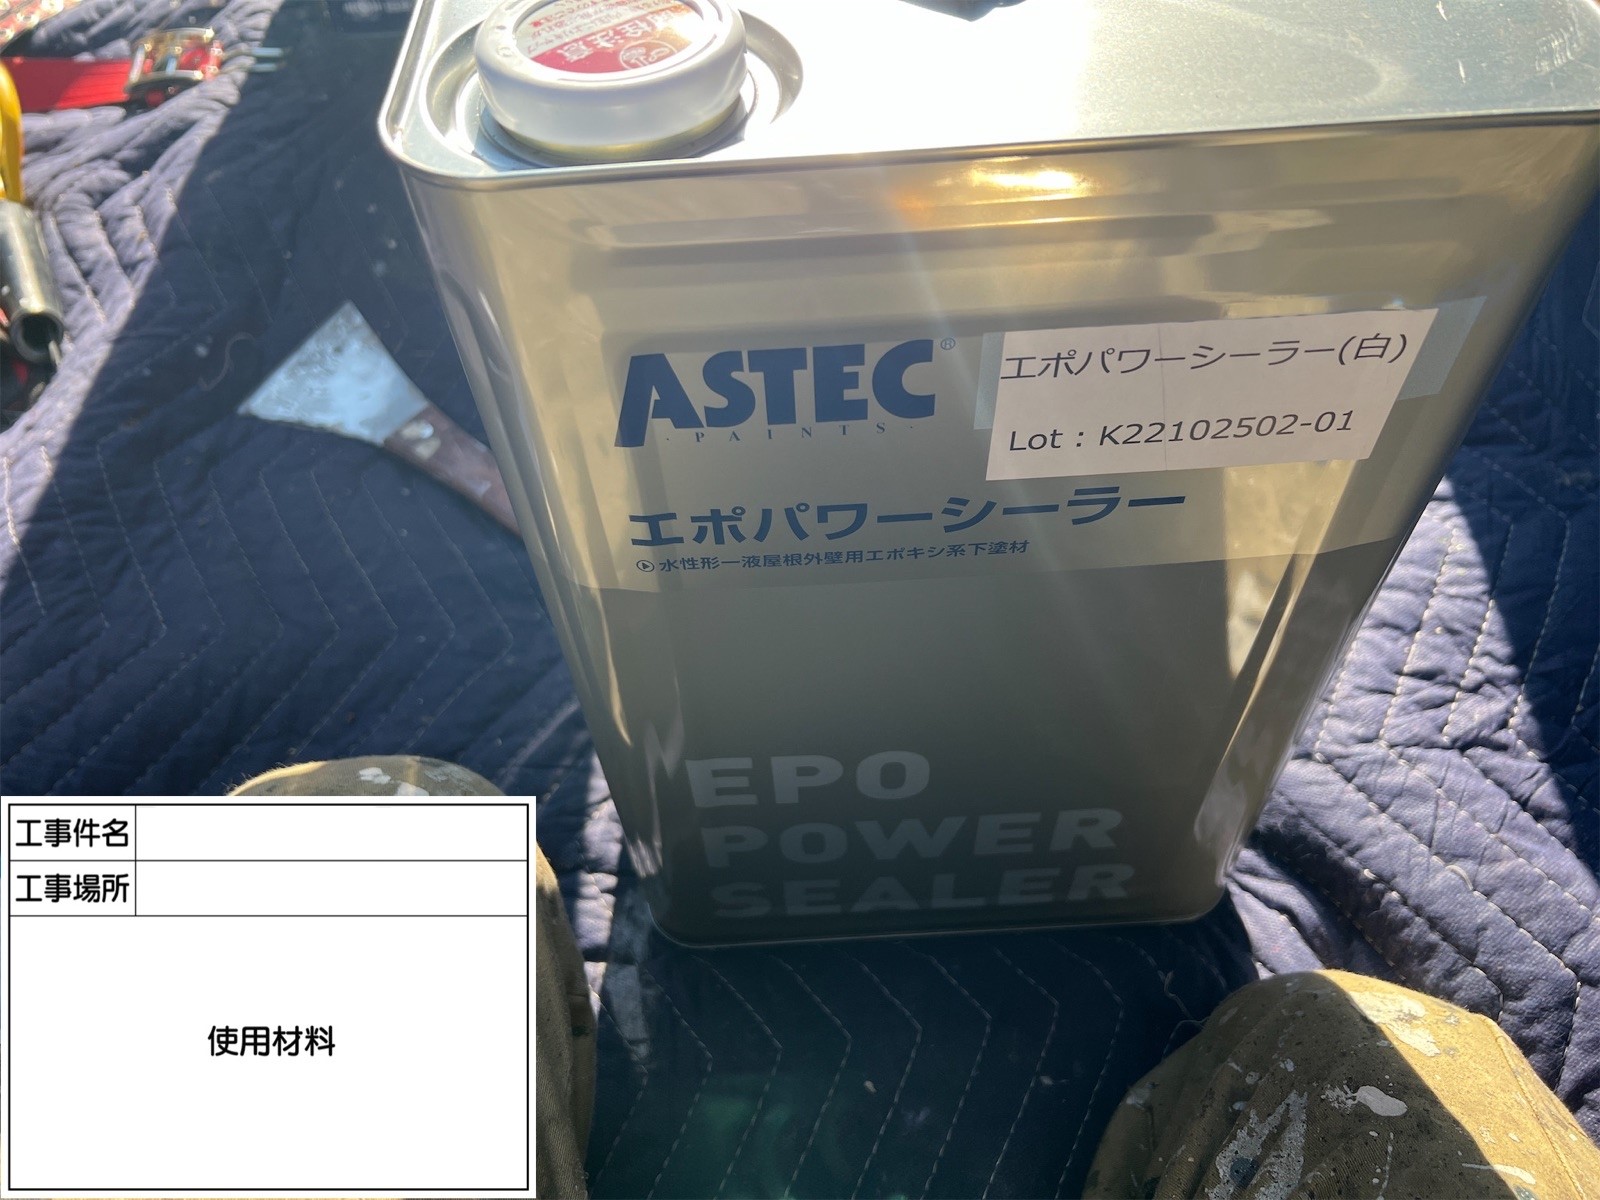 栓注意
ASTEC®
·PAINTS·
エポパワーシーラー(白)
Lot : K22102502-01
エポパワーシーラー
水性形一液屋根外壁用エポキシ系下塗材
EPO
POWER
SEALER
工事件名
工事場所
使用材料